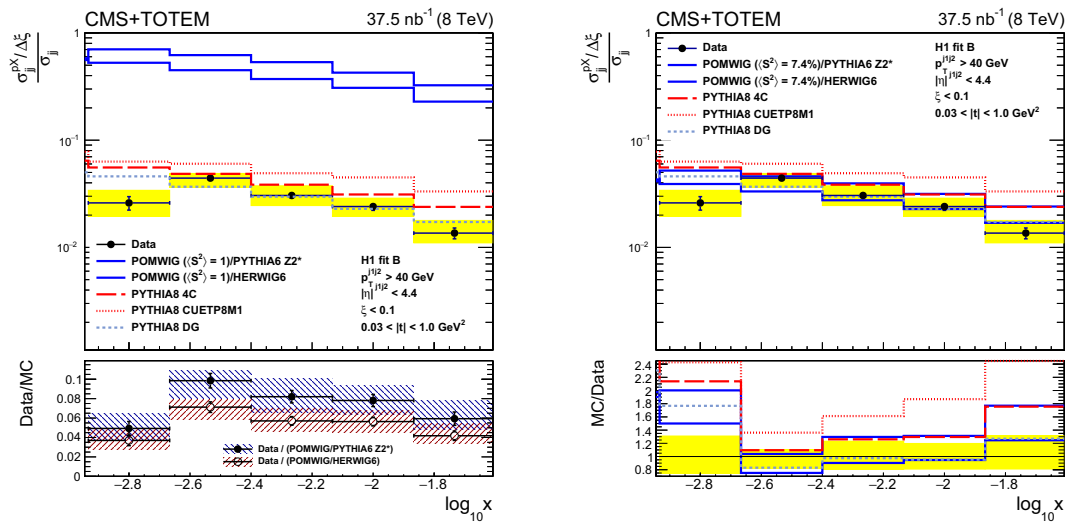 CMS+TOTEM 37.5 nb⁻¹ (8 TeV)
σ_jj^pX/Δξ
σ_jj
1
10⁻¹
10⁻²
Data
POMWIG (⟨S²⟩ = 1)/PYTHIA6 Z2*
POMWIG (⟨S²⟩ = 1)/HERWIG6
PYTHIA8 4C
PYTHIA8 CUETP8M1
PYTHIA8 DG
H1 fit B
p_T^j1j2 > 40 GeV
|η|^j1j2 < 4.4
ξ < 0.1
0.03 < |t| < 1.0 GeV²
Data/MC
0.1
0.08
0.06
0.04
0.02
0
Data / (POMWIG/PYTHIA6 Z2*)
Data / (POMWIG/HERWIG6)
−2.8 −2.6 −2.4 −2.2 −2 −1.8
log₁₀ x
CMS+TOTEM 37.5 nb⁻¹ (8 TeV)
σ_jj^pX/Δξ
σ_jj
1
10⁻¹
10⁻²
Data
POMWIG (⟨S²⟩ = 7.4%)/PYTHIA6 Z2*
POMWIG (⟨S²⟩ = 7.4%)/HERWIG6
PYTHIA8 4C
PYTHIA8 CUETP8M1
PYTHIA8 DG
H1 fit B
p_T^j1j2 > 40 GeV
|η|^j1j2 < 4.4
ξ < 0.1
0.03 < |t| < 1.0 GeV²
MC/Data
2.4
2.2
2
1.8
1.6
1.4
1.2
1
0.8
−2.8 −2.6 −2.4 −2.2 −2 −1.8
log₁₀ x